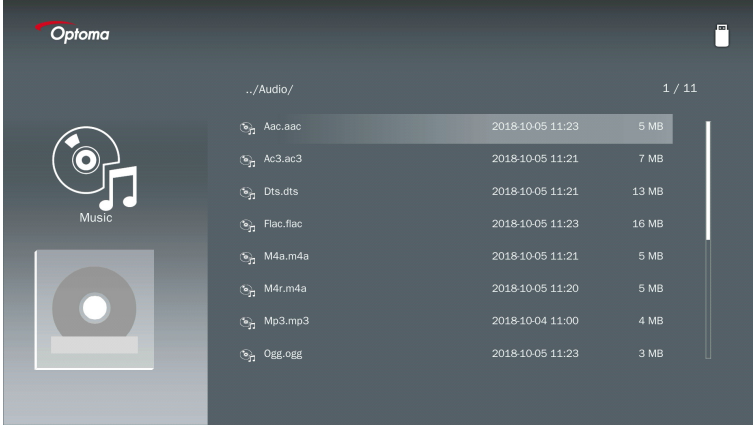 Optoma
../Audio/ 1 / 11
Aac.aac 2018-10-05 11:23 5 MB
Ac3.ac3 2018-10-05 11:21 7 MB
Dts.dts 2018-10-05 11:21 13 MB
Music
Flac.flac 2018-10-05 11:23 16 MB
M4a.m4a 2018-10-05 11:21 5 MB
M4r.m4a 2018-10-05 11:20 5 MB
Mp3.mp3 2018-10-04 11:00 4 MB
Ogg.ogg 2018-10-05 11:23 3 MB